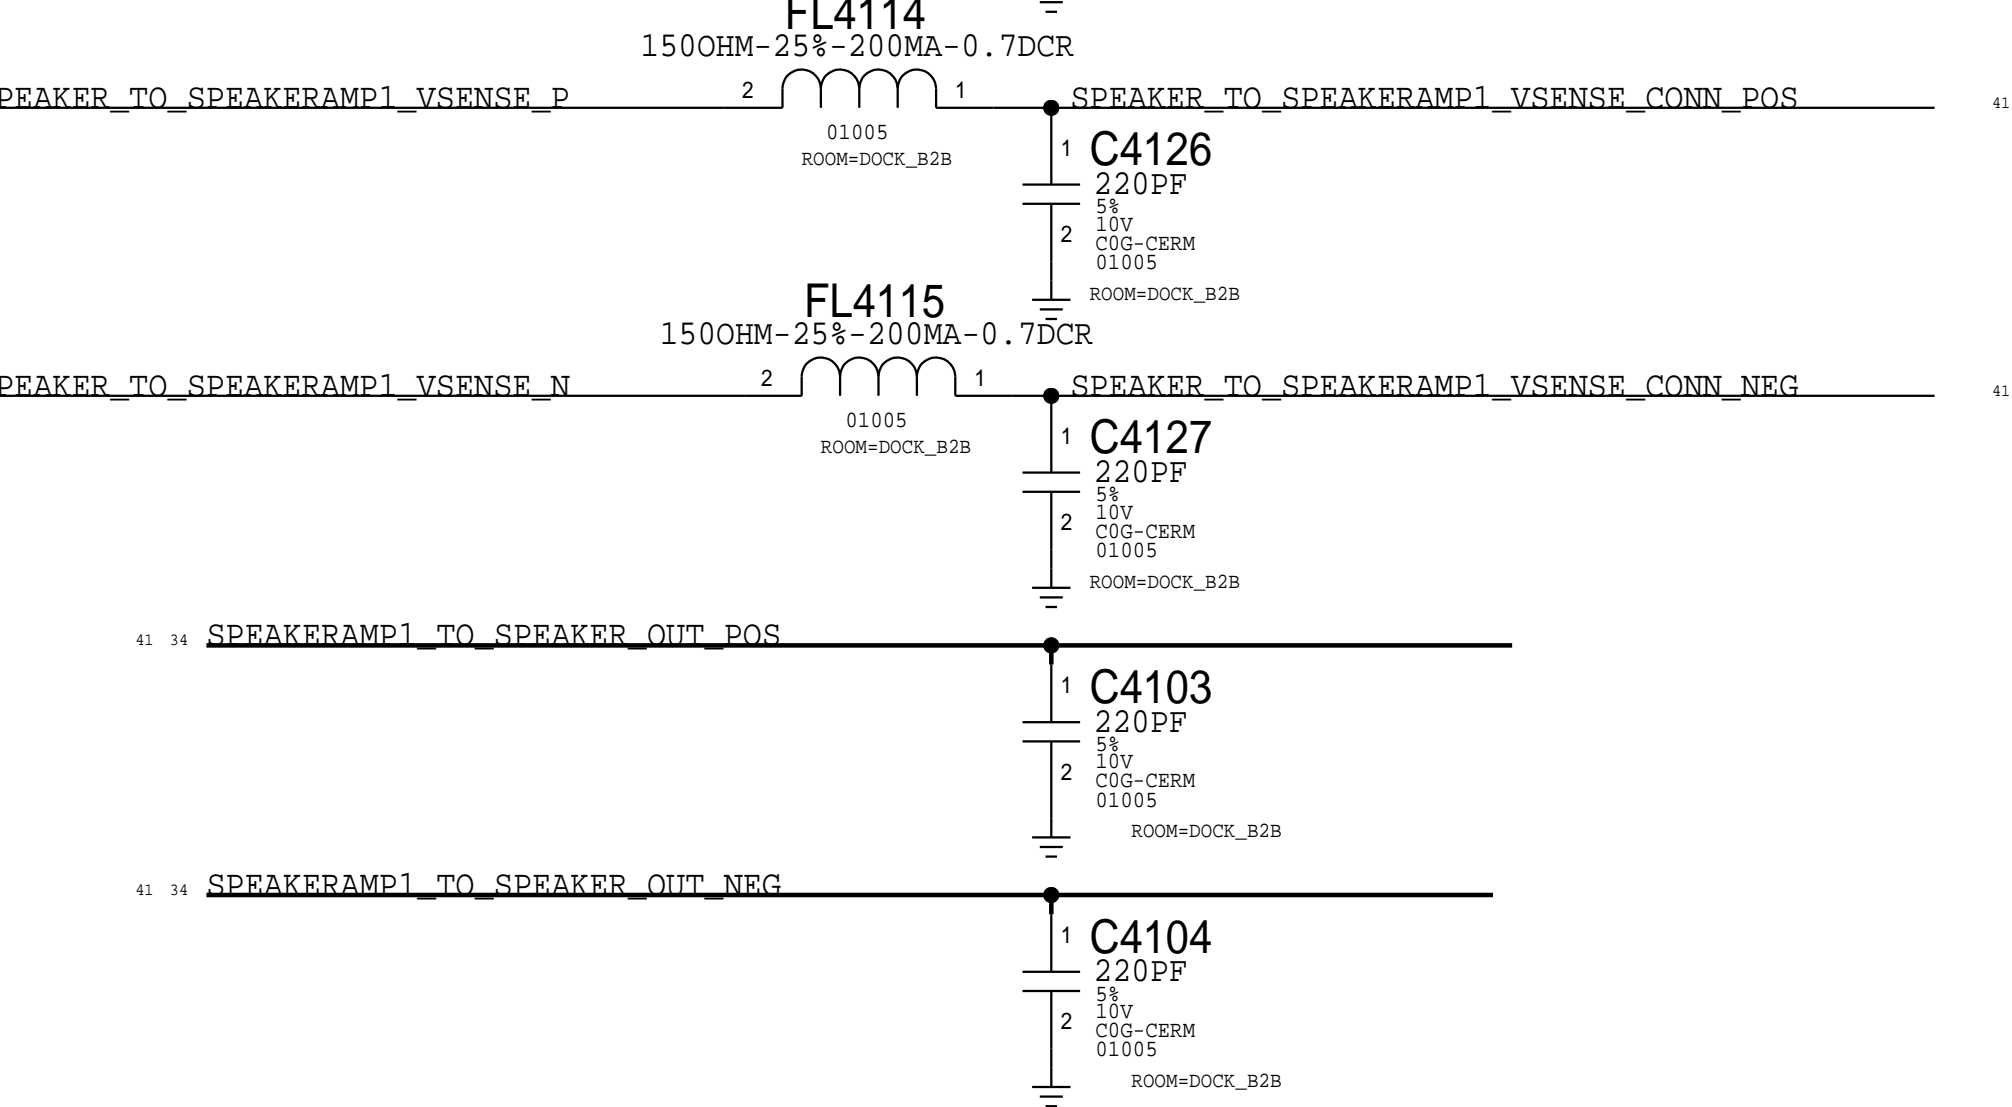 FL4114
150OHM-25%-200MA-0.7DCR
PEAKER_TO_SPEAKERAMP1_VSENSE_P
2
1
SPEAKER_TO_SPEAKERAMP1_VSENSE_CONN_POS
41
01005
ROOM=DOCK_B2B
1
C4126
220PF
5%
10V
2
C0G-CERM
01005
ROOM=DOCK_B2B
FL4115
150OHM-25%-200MA-0.7DCR
PEAKER_TO_SPEAKERAMP1_VSENSE_N
2
1
SPEAKER_TO_SPEAKERAMP1_VSENSE_CONN_NEG
41
01005
ROOM=DOCK_B2B
1
C4127
220PF
5%
10V
2
C0G-CERM
01005
ROOM=DOCK_B2B
41 34 SPEAKERAMP1_TO_SPEAKER_OUT_POS
1
C4103
220PF
5%
10V
2
C0G-CERM
01005
ROOM=DOCK_B2B
41 34 SPEAKERAMP1_TO_SPEAKER_OUT_NEG
1
C4104
220PF
5%
10V
2
C0G-CERM
01005
ROOM=DOCK_B2B